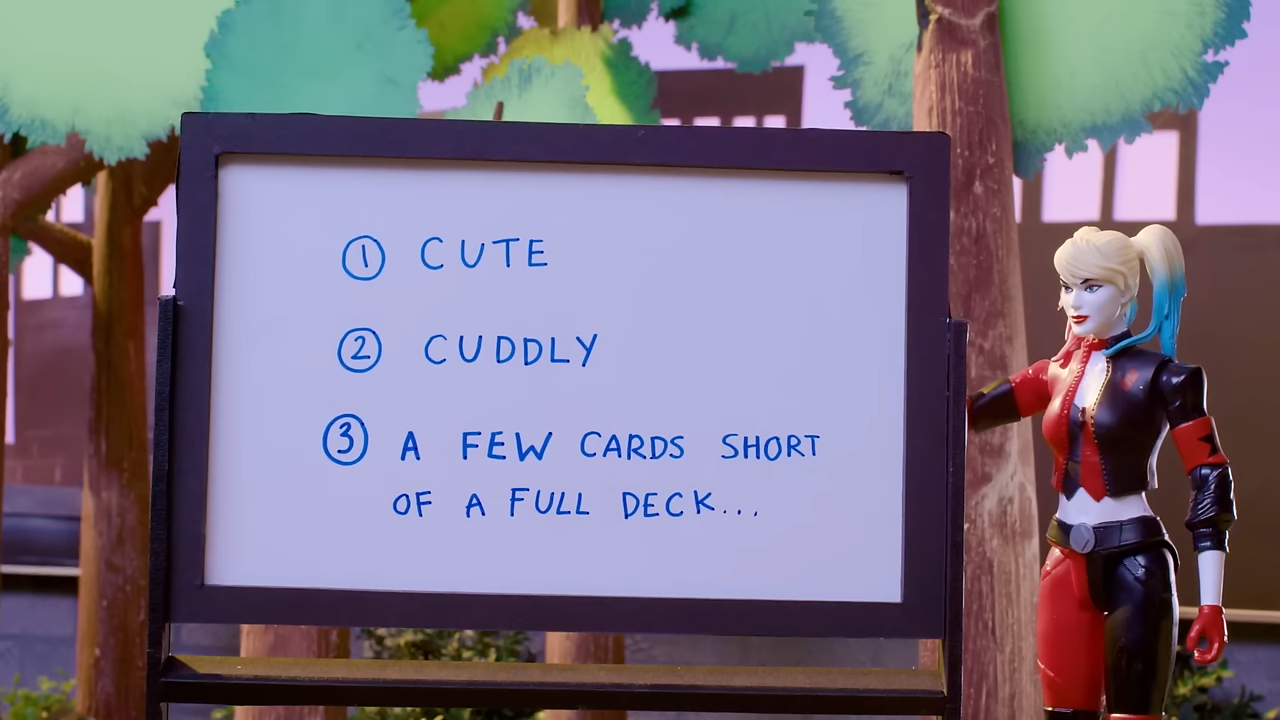 ① CUTE
② CUDDLY
③ A FEW CARDS SHORT
OF A FULL DECK...